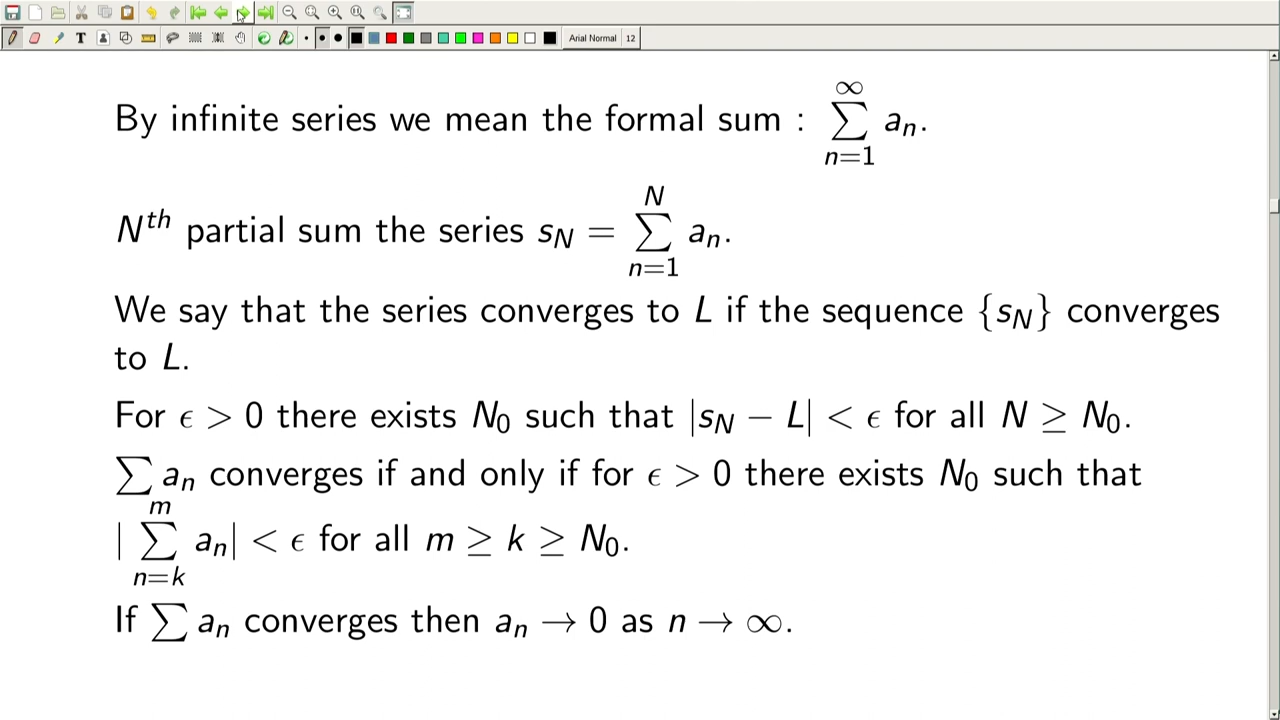 Arial Normal 12
By infinite series we mean the formal sum : ∑_{n=1}^{∞} a_n.
N^{th} partial sum the series s_N = ∑_{n=1}^{N} a_n.
We say that the series converges to L if the sequence {s_N} converges
to L.
For ϵ > 0 there exists N_0 such that |s_N − L| < ϵ for all N ≥ N_0.
∑ a_n converges if and only if for ϵ > 0 there exists N_0 such that
|∑_{n=k}^{m} a_n| < ϵ for all m ≥ k ≥ N_0.
If ∑ a_n converges then a_n → 0 as n → ∞.